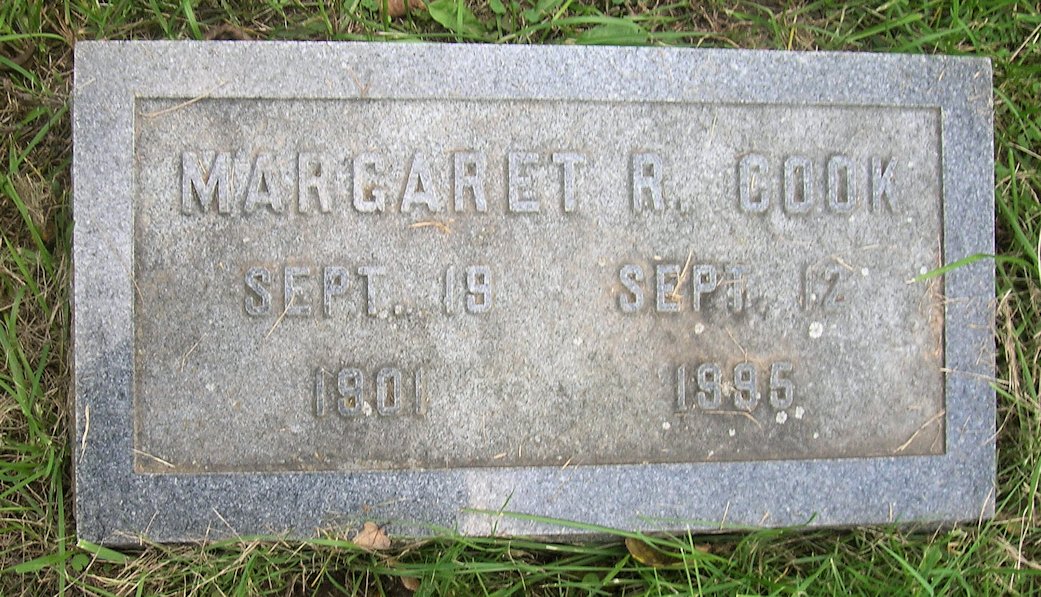 MARGARET R. COOK
SEPT. 19 SEPT. 12
1901 1995